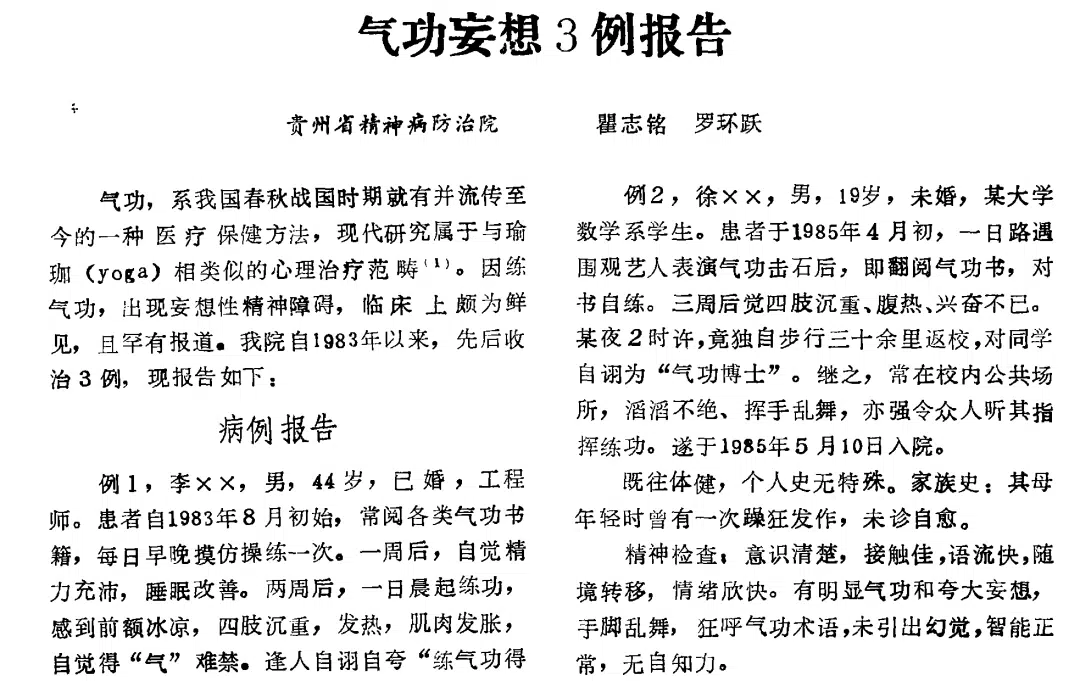 气功妄想3例报告
贵州省精神病防治院 瞿志铭 罗环跃
气功，系我国春秋战国时期就有并流传至
今的一种 医疗 保健方法，现代研究属于与瑜
珈（yoga）相类似的心理治疗范畴⁽¹⁾。因练
气功，出现妄想性精神障碍，临床 上颇为鲜
见，且罕有报道。我院自1983年以来，先后收
治3例，现报告如下：
病例报告
例1，李××，男，44岁，已婚，工程
师。患者自1983年8月初始，常阅各类气功书
籍，每日早晚摸仿操练一次。一周后，自觉精
力充沛，睡眠改善。两周后，一日晨起练功，
感到前额冰凉，四肢沉重，发热，肌肉发胀，
自觉得“气”难禁。逢人自诩自夸“练气功得
例2，徐××，男，19岁，未婚，某大学
数学系学生。患者于1985年4月初，一日路遇
围观艺人表演气功击石后，即翻阅气功书，对
书自练。三周后觉四肢沉重、腹热、兴奋不已。
某夜2时许，竟独自步行三十余里返校，对同学
自诩为“气功博士”。继之，常在校内公共场
所，滔滔不绝、挥手乱舞，亦强令众人听其指
挥练功。遂于1985年5月10日入院。
既往体健，个人史无特殊。家族史：其母
年轻时曾有一次躁狂发作，未诊自愈。
精神检查：意识清楚，接触佳，语流快，随
境转移，情绪欣快。有明显气功和夸大妄想，
手脚乱舞，狂呼气功术语，未引出幻觉，智能正
常，无自知力。